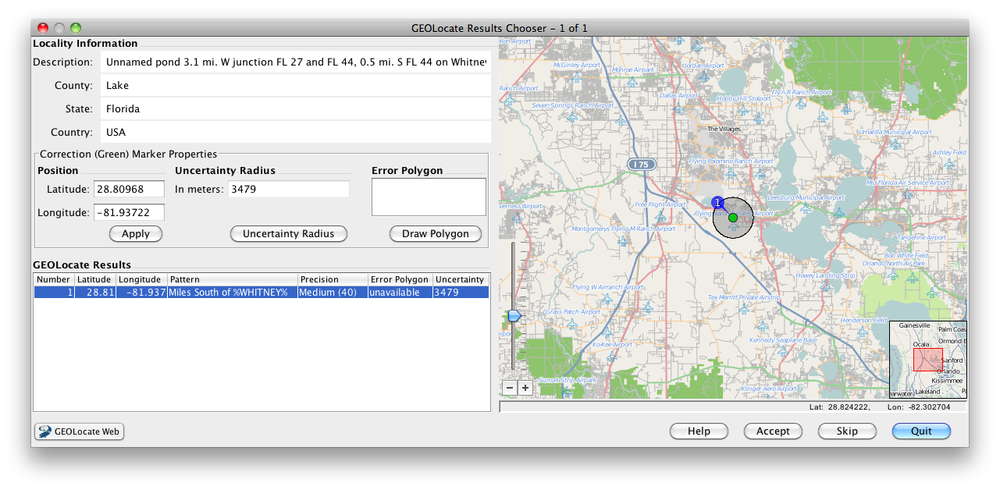 GEOLocate Results Chooser – 1 of 1
Locality Information
Description: Unnamed pond 3.1 mi. W junction FL 27 and FL 44, 0.5 mi. S FL 44 on Whitney
County: Lake
State: Florida
Country: USA
Correction (Green) Marker Properties
Position Uncertainty Radius Error Polygon
Latitude: 28.80968 In meters: 3479
Longitude: -81.93722
Apply Uncertainty Radius Draw Polygon
GEOLocate Results
Number Latitude Longitude Pattern Precision Error Polygon Uncertainty
1 28.81 -81.937 Miles South of %WHITNEY% Medium (40) unavailable 3479
GEOLocate Web
Airport
McGinley Airport
Monroe Airpark
Jordan Airport
Ranch Airport
Dallas Airport
Seven Springs Ranch Airport
Hobby Hill Stolport
Fly'n R Ranch Airport
The Villages
Umatilla Municipal Airport
Ashley Field
I 75
Flying Palomino Ranch Airport
Mid Florida Air Service Airport
1
Leesburg Municipal Airport
Free Flight Airport
Montgomerys Flying M Ranch Airport
Tangerine Airport
Bob White Field
Orlando North Air Park
Howey Landing Strip
Flying W Airranch Airport
Tex Merritt Private Airstrip
Grass Patch Airport
Henderson Field
Ko-Kee Airport
Kennedy Seaplane Base
Sunset Strip Airpark
Klinger Aero Airport
Gainesville
Palm Coas
Ocala
Ormond B
Sanford
Orlando
Kissimmee
earwater
Lakeland
− +
Lat: 28.824222, Lon: -82.302704
Help Accept Skip Quit